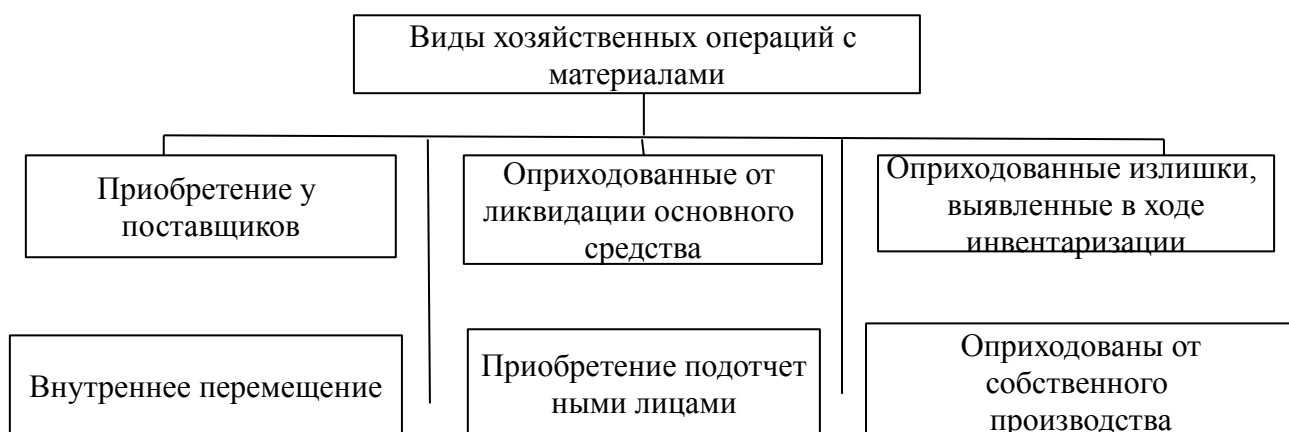 Виды хозяйственных операций с
материалами
Приобретение у
поставщиков
Оприходованные от
ликвидации основного
средства
Оприходованные излишки,
выявленные в ходе
инвентаризации
Внутреннее перемещение
Приобретение подотчет
ными лицами
Оприходованы от
собственного
производства